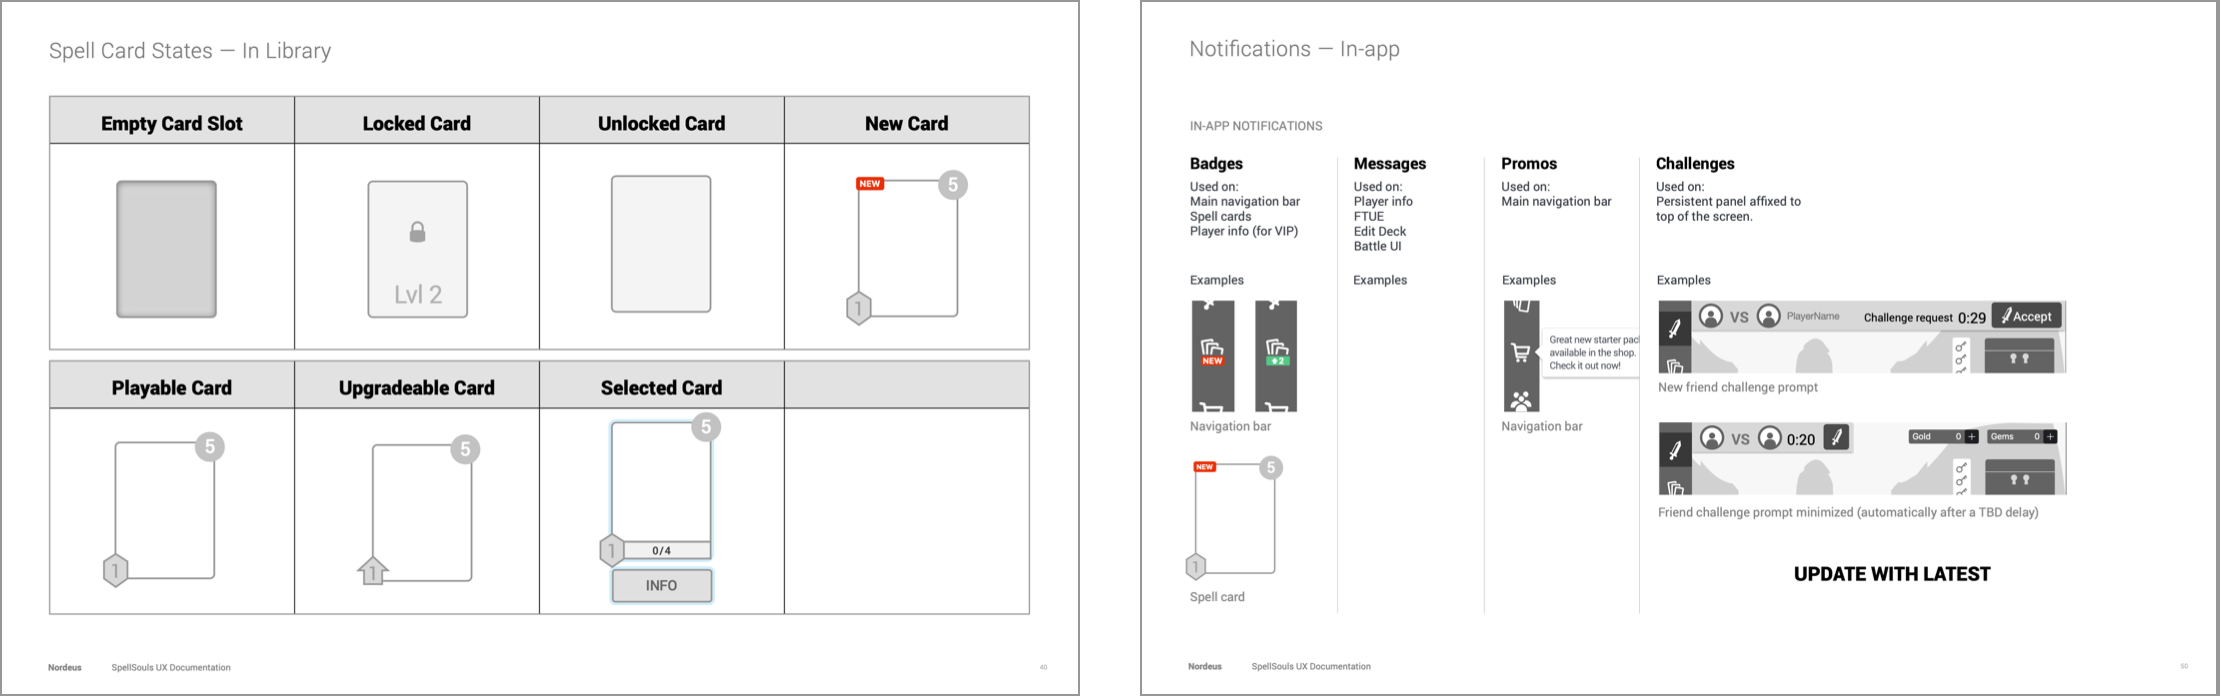 Spell Card States — In Library
Empty Card Slot
Locked Card
Unlocked Card
New Card
Lvl 2
NEW
5
1
Playable Card
Upgradeable Card
Selected Card
5
1
5
1
5
1
0/4
INFO
Nordeus
SpellSouls UX Documentation
40
Notifications — In-app
IN-APP NOTIFICATIONS
Badges
Used on:
Main navigation bar
Spell cards
Player info (for VIP)
Examples
NEW
2
Navigation bar
NEW
5
1
Spell card
Messages
Used on:
Player info
FTUE
Edit Deck
Battle UI
Examples
Promos
Used on:
Main navigation bar
Examples
Great new starter pac
available in the shop.
Check it out now!
Navigation bar
Challenges
Used on:
Persistent panel affixed to
top of the screen.
Examples
VS
PlayerName
Challenge request 0:29
Accept
New friend challenge prompt
VS
0:20
Gold 0 +
Gems 0 +
Friend challenge prompt minimized (automatically after a TBD delay)
UPDATE WITH LATEST
Nordeus
SpellSouls UX Documentation
50